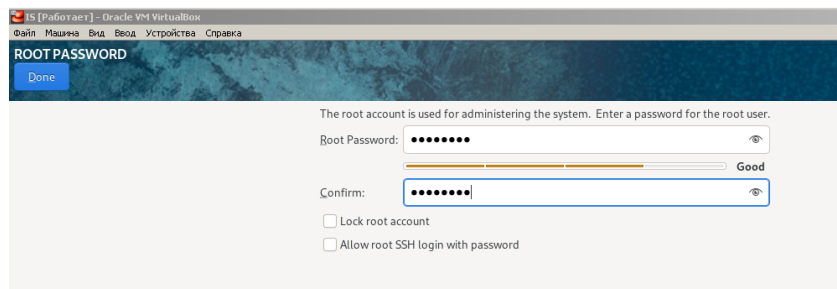 IS [Работает] - Oracle VM VirtualBox
Файл Машина Вид Ввод Устройства Справка
ROOT PASSWORD
Done
The root account is used for administering the system. Enter a password for the root user.
Root Password: ●●●●●●●●
Good
Confirm: ●●●●●●●●
Lock root account
Allow root SSH login with password